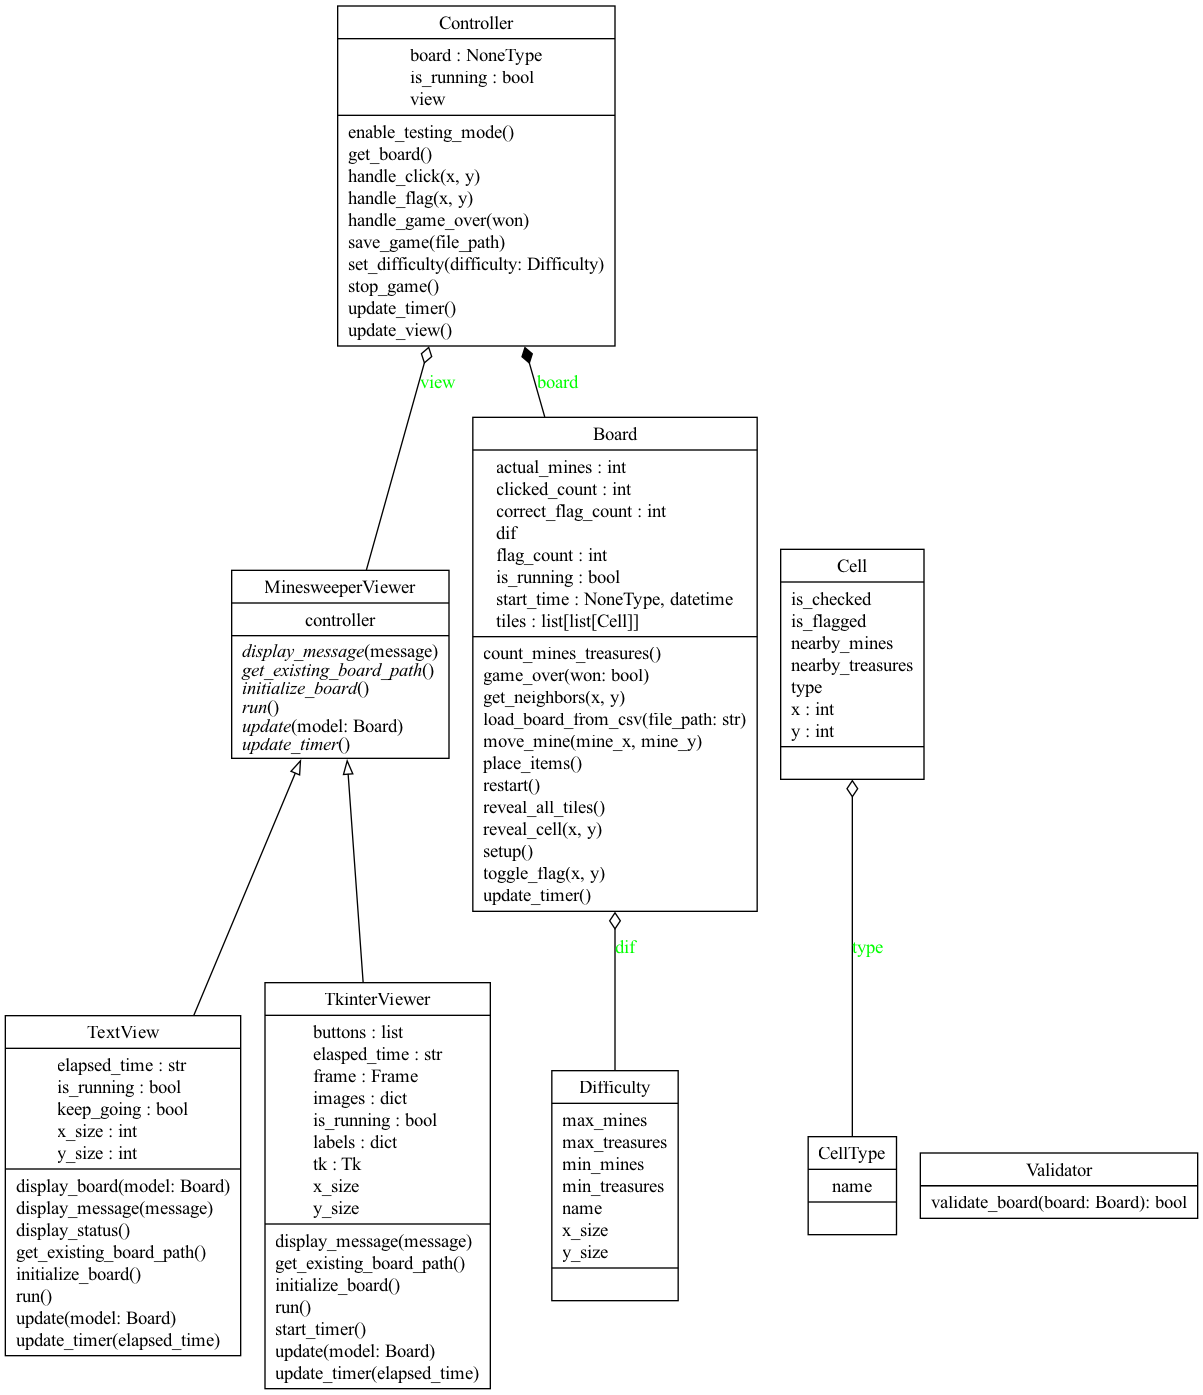 Controller
board : NoneType
is_running : bool
view
enable_testing_mode()
get_board()
handle_click(x, y)
handle_flag(x, y)
handle_game_over(won)
save_game(file_path)
set_difficulty(difficulty: Difficulty)
stop_game()
update_timer()
update_view()
view
board
Board
actual_mines : int
clicked_count : int
correct_flag_count : int
dif
flag_count : int
is_running : bool
start_time : NoneType, datetime
tiles : list[list[Cell]]
count_mines_treasures()
game_over(won: bool)
get_neighbors(x, y)
load_board_from_csv(file_path: str)
move_mine(mine_x, mine_y)
place_items()
restart()
reveal_all_tiles()
reveal_cell(x, y)
setup()
toggle_flag(x, y)
update_timer()
Cell
is_checked
is_flagged
nearby_mines
nearby_treasures
type
x : int
y : int
MinesweeperViewer
controller
display_message(message)
get_existing_board_path()
initialize_board()
run()
update(model: Board)
update_timer()
dif
type
TextView
elapsed_time : str
is_running : bool
keep_going : bool
x_size : int
y_size : int
display_board(model: Board)
display_message(message)
display_status()
get_existing_board_path()
initialize_board()
run()
update(model: Board)
update_timer(elapsed_time)
TkinterViewer
buttons : list
elasped_time : str
frame : Frame
images : dict
is_running : bool
labels : dict
tk : Tk
x_size
y_size
display_message(message)
get_existing_board_path()
initialize_board()
run()
start_timer()
update(model: Board)
update_timer(elapsed_time)
Difficulty
max_mines
max_treasures
min_mines
min_treasures
name
x_size
y_size
CellType
name
Validator
validate_board(board: Board): bool